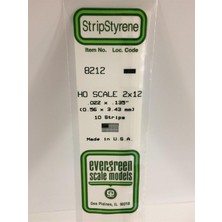 StripStyrene
Item No. Loc. Code
8212
HO SCALE 2x12
.022 x .135"
(0.56 x 3.43 mm)
10 Strips
Made in U.S.A.
evergreen
scale models
Des Plaines, IL 60018